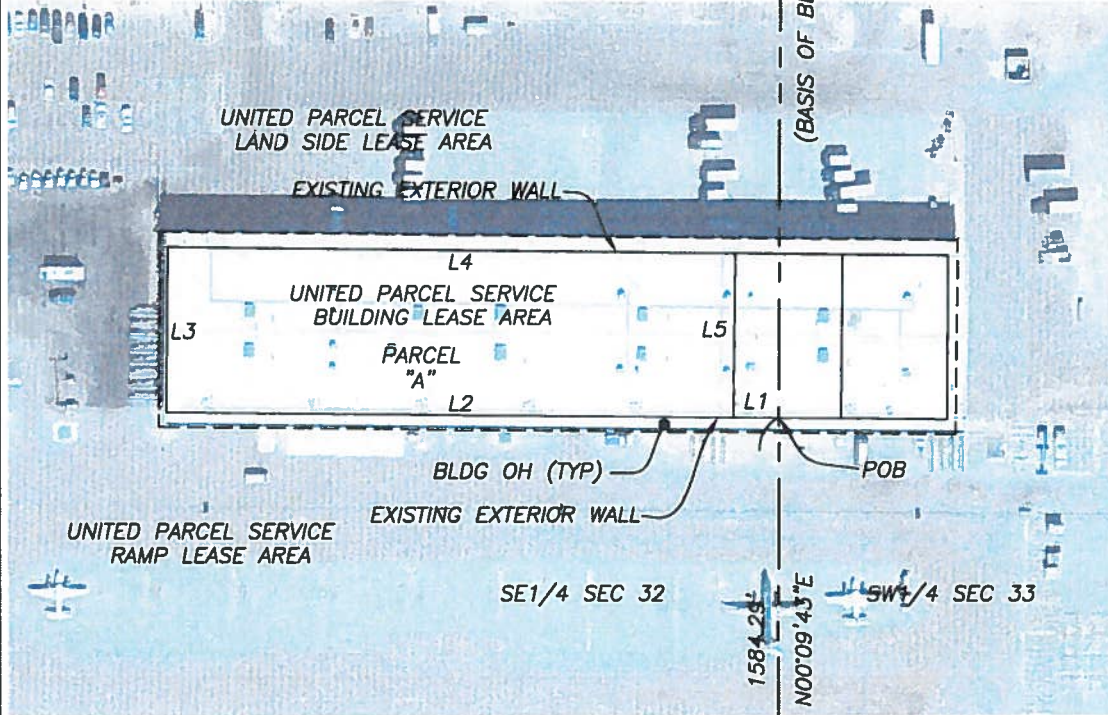 (BASIS OF
UNITED PARCEL SERVICE
LAND SIDE LEASE AREA
EXISTING EXTERIOR WALL
L4
UNITED PARCEL SERVICE
BUILDING LEASE AREA
L3
L5
PARCEL
"A"
L2
L1
BLDG OH (TYP)
POB
EXISTING EXTERIOR WALL
UNITED PARCEL SERVICE
RAMP LEASE AREA
SE1/4 SEC 32
SW1/4 SEC 33
1584.29'
N00°09'43"E